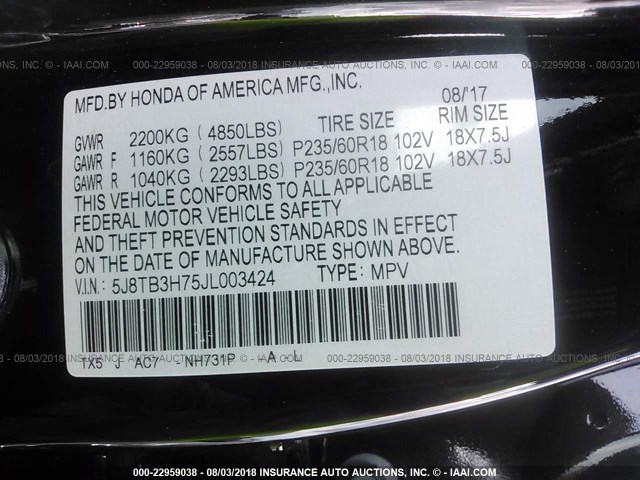 000-22959038 - 08/03/2018 INSURANCE AUTO AUCTIONS, INC. - © IAAI.COM
MFD.BY HONDA OF AMERICA MFG.,INC. 08/'17
TIRE SIZE RIM SIZE
GVWR 2200KG ( 4850LBS)
GAWR F 1160KG ( 2557LBS) P235/60R18 102V 18X7.5J
GAWR R 1040KG ( 2293LBS) P235/60R18 102V 18X7.5J
THIS VEHICLE CONFORMS TO ALL APPLICABLE
FEDERAL MOTOR VEHICLE SAFETY
AND THEFT PREVENTION STANDARDS IN EFFECT
ON THE DATE OF MANUFACTURE SHOWN ABOVE.
V.I.N: 5J8TB3H75JL003424 TYPE: MPV
TX5 J AC7 -NH731P A - L
000-22959038 - 08/03/2018 INSURANCE AUTO AUCTIONS, INC. - © IAAI.COM